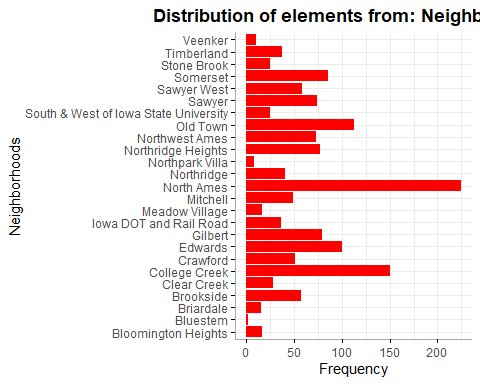 Distribution of elements from: Neighb
Veenker
Timberland
Stone Brook
Somerset
Sawyer West
Sawyer
South & West of Iowa State University
Old Town
Northwest Ames
Northridge Heights
Northpark Villa
Northridge
North Ames
Mitchell
Meadow Village
Iowa DOT and Rail Road
Gilbert
Edwards
Crawford
College Creek
Clear Creek
Brookside
Briardale
Bluestem
Bloomington Heights
Neighborhoods
0 50 100 150 200
Frequency